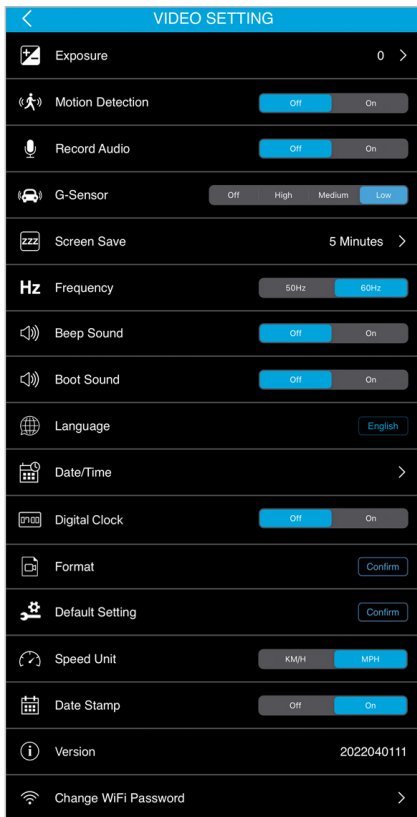 VIDEO SETTING
Exposure 0
Motion Detection Off On
Record Audio Off On
G-Sensor Off High Medium Low
zzz Screen Save 5 Minutes
Hz Frequency 50Hz 60Hz
Beep Sound Off On
Boot Sound Off On
Language English
Date/Time
Digital Clock Off On
Format Confirm
Default Setting Confirm
Speed Unit KM/H MPH
Date Stamp Off On
Version 2022040111
Change WiFi Password